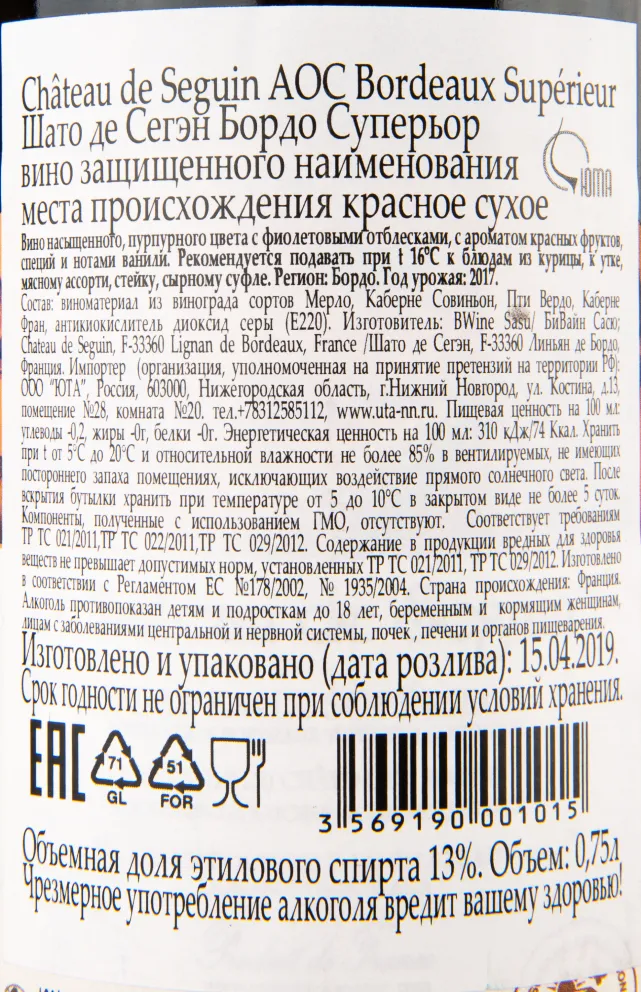 Château de Seguin AOC Bordeaux Supérieur
Шато де Сегэн Бордо Суперьор
вино защищенного наименования
места происхождения красное сухое
ЮТА
Вино насыщенного, пурпурного цвета с фиолетовыми отблесками, с ароматом красных фруктов,
специй и нотами ванили. Рекомендуется подавать при t 16°C к блюдам из курицы, к утке,
мясному ассорти, стейку, сырному суфле. Регион: Бордо. Год урожая: 2017.
Состав: виноматериал из винограда сортов Мерло, Каберне Совиньон, Пти Вердо, Каберне
Фран, антикиокислитель диоксид серы (Е220). Изготовитель: BWine Sasu/ БиВайн Сасю;
Chateau de Seguin, F-33360 Lignan de Bordeaux, France /Шато де Сегэн, F-33360 Линьян де Бордо,
Франция. Импортер (организация, уполномоченная на принятие претензий на территории РФ):
ООО "ЮТА", Россия, 603000, Нижегородская область, г.Нижний Новгород, ул. Костина, д.13,
помещение №28, комната №20. тел.+78312585112, www.uta-nn.ru. Пищевая ценность на 100 мл:
углеводы -0,2, жиры -0г, белки -0г. Энергетическая ценность на 100 мл: 310 кДж/74 Ккал. Хранить
при t от 5°C до 20°C и относительной влажности не более 85% в вентилируемых, не имеющих
постороннего запаха помещениях, исключающих воздействие прямого солнечного света. После
вскрытия бутылки хранить при температуре от 5 до 10°C в закрытом виде не более 5 суток.
Компоненты, полученные с использованием ГМО, отсутствуют. Соответствует требованиям
ТР ТС 021/2011,ТР ТС 022/2011,ТР ТС 029/2012. Содержание в продукции вредных для здоровья
веществ не превышает допустимых норм, установленных ТР ТС 021/2011, ТР ТС 029/2012. Изготовлено
в соответствии с Регламентом ЕС №178/2002, № 1935/2004. Страна происхождения: Франция.
Алкоголь противопоказан детям и подросткам до 18 лет, беременным и кормящим женщинам,
лицам с заболеваниями центральной и нервной системы, почек , печени и органов пищеварения.
Изготовлено и упаковано (дата розлива): 15.04.2019.
Срок годности не ограничен при соблюдении условий хранения.
EAC 71 GL 51 FOR
3 569190 001015
Объемная доля этилового спирта 13%. Объем: 0,75л
Чрезмерное употребление алкоголя вредит вашему здоровью!